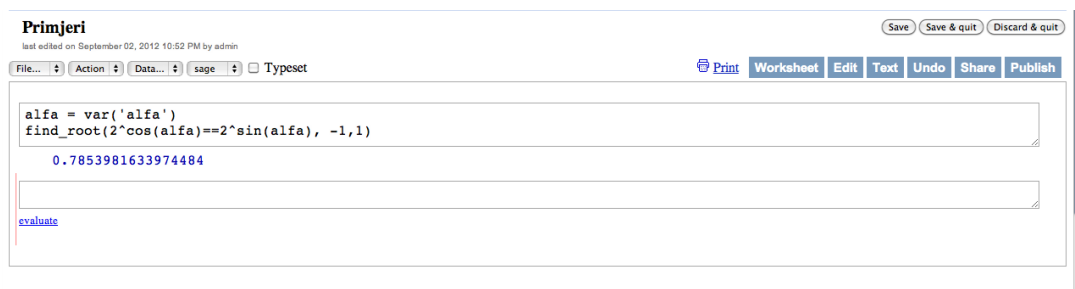 Primjeri
Save Save & quit Discard & quit
last edited on September 02, 2012 10:52 PM by admin
File... Action Data... sage Typeset Print Worksheet Edit Text Undo Share Publish
alfa = var('alfa')
find_root(2^cos(alfa)==2^sin(alfa), -1,1)
0.7853981633974484
evaluate